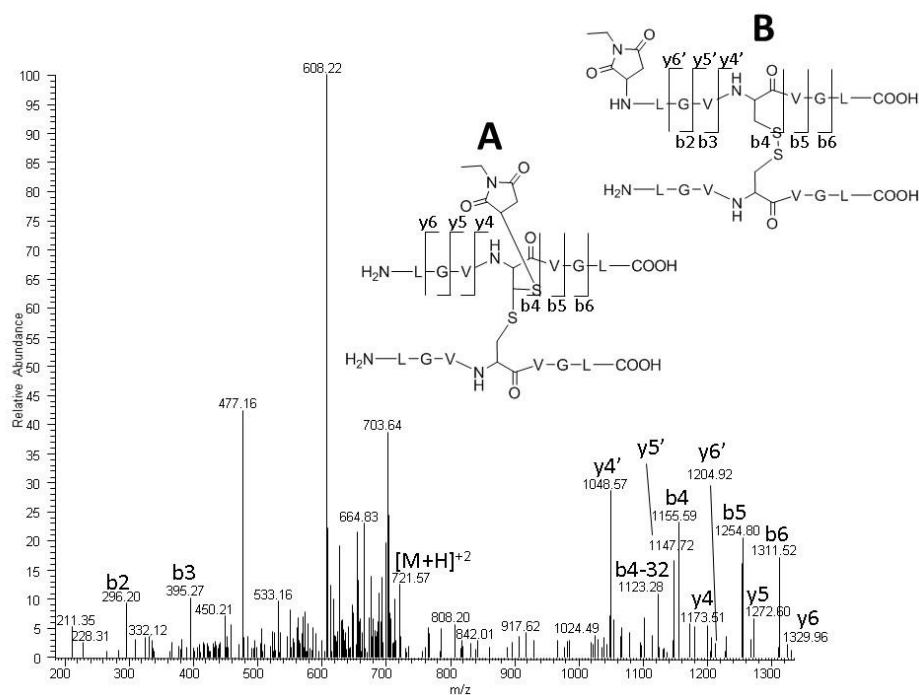 B
N
O
O
HN
L
G
V
HN
O
V
G
L
COOH
y6'
y5'
y4'
b2
b3
b4
b5
b6
S
S
H₂N
L
G
V
N
H
O
V
G
L
COOH
A
N
O
O
y6
y5
y4
H
N
O
H₂N
L
G
V
V
G
L
COOH
S
b4
b5
b6
S
H₂N
L
G
V
N
H
O
V
G
L
COOH
Relative Abundance
100
95
90
85
80
75
70
65
60
55
50
45
40
35
30
25
20
15
10
5
0
211.35
228.31
b2
296.20
332.12
b3
395.27
450.21
477.16
533.16
608.22
664.83
703.64
[M+H]⁺²
721.57
808.20
842.01
917.62
1024.49
y4'
1048.57
y5'
1147.72
b4-32
1123.28
b4
1155.59
y4
1173.51
y6'
1204.92
b5
1254.80
y5
1272.60
b6
1311.52
y6
1329.96
200
300
400
500
600
700
800
900
1000
1100
1200
1300
m/z